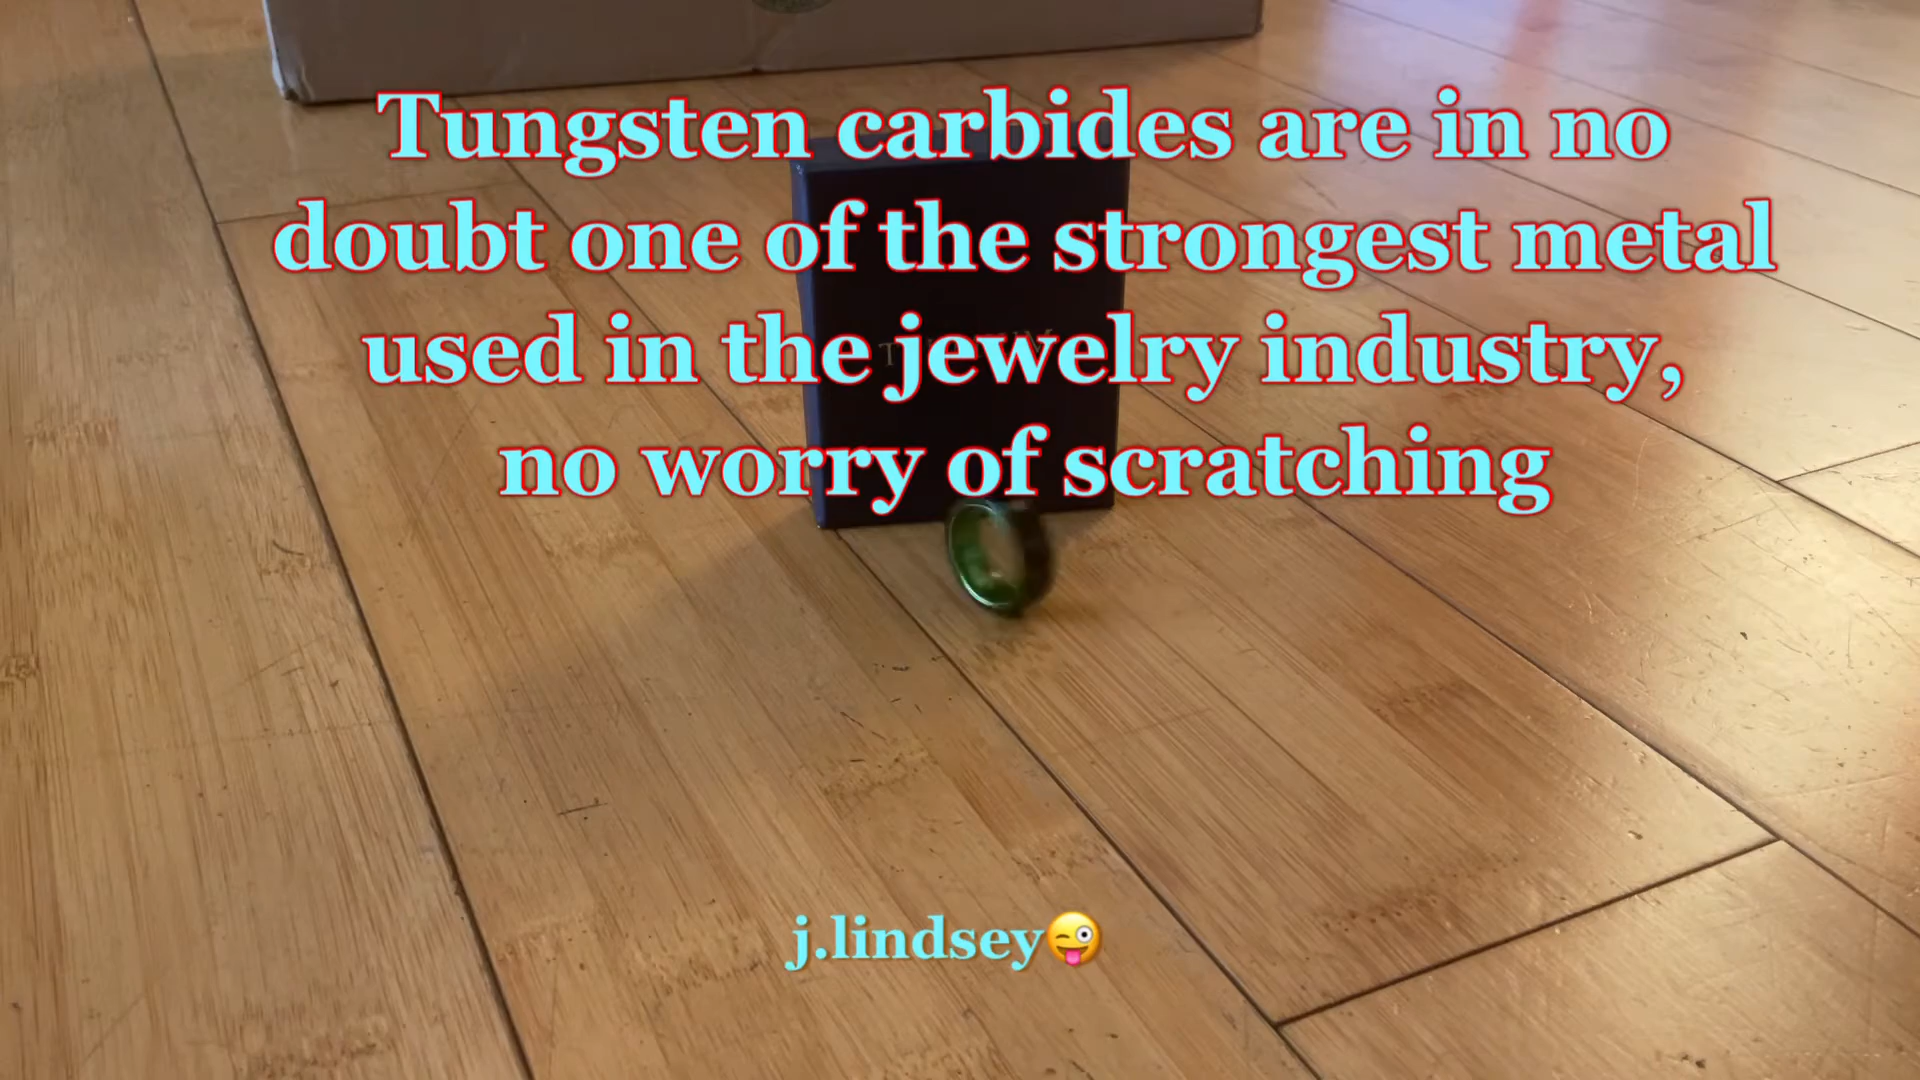 Tungsten carbides are in no
doubt one of the strongest metal
used in the jewelry industry,
no worry of scratching
j.lindsey😜